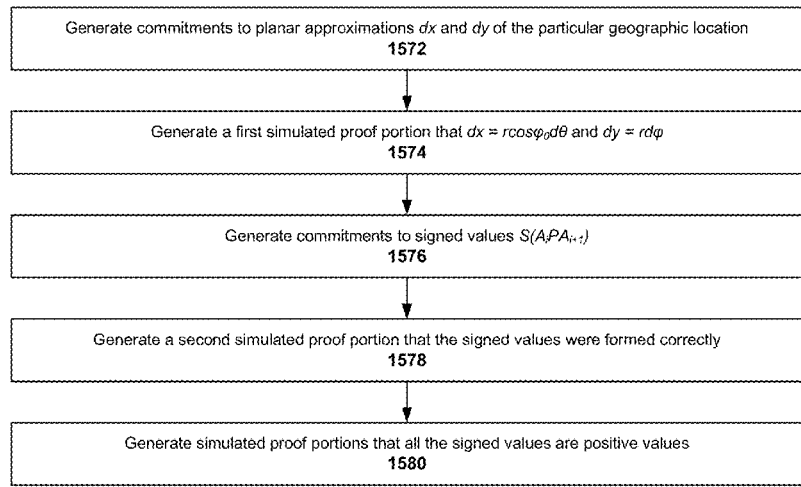 Generate commitments to planar approximations dx and dy of the particular geographic location
1572
Generate a first simulated proof portion that dx = rcosφ₀dθ and dy = rdφ
1574
Generate commitments to signed values S(AᵢPAᵢ₊₁)
1576
Generate a second simulated proof portion that the signed values were formed correctly
1578
Generate simulated proof portions that all the signed values are positive values
1580